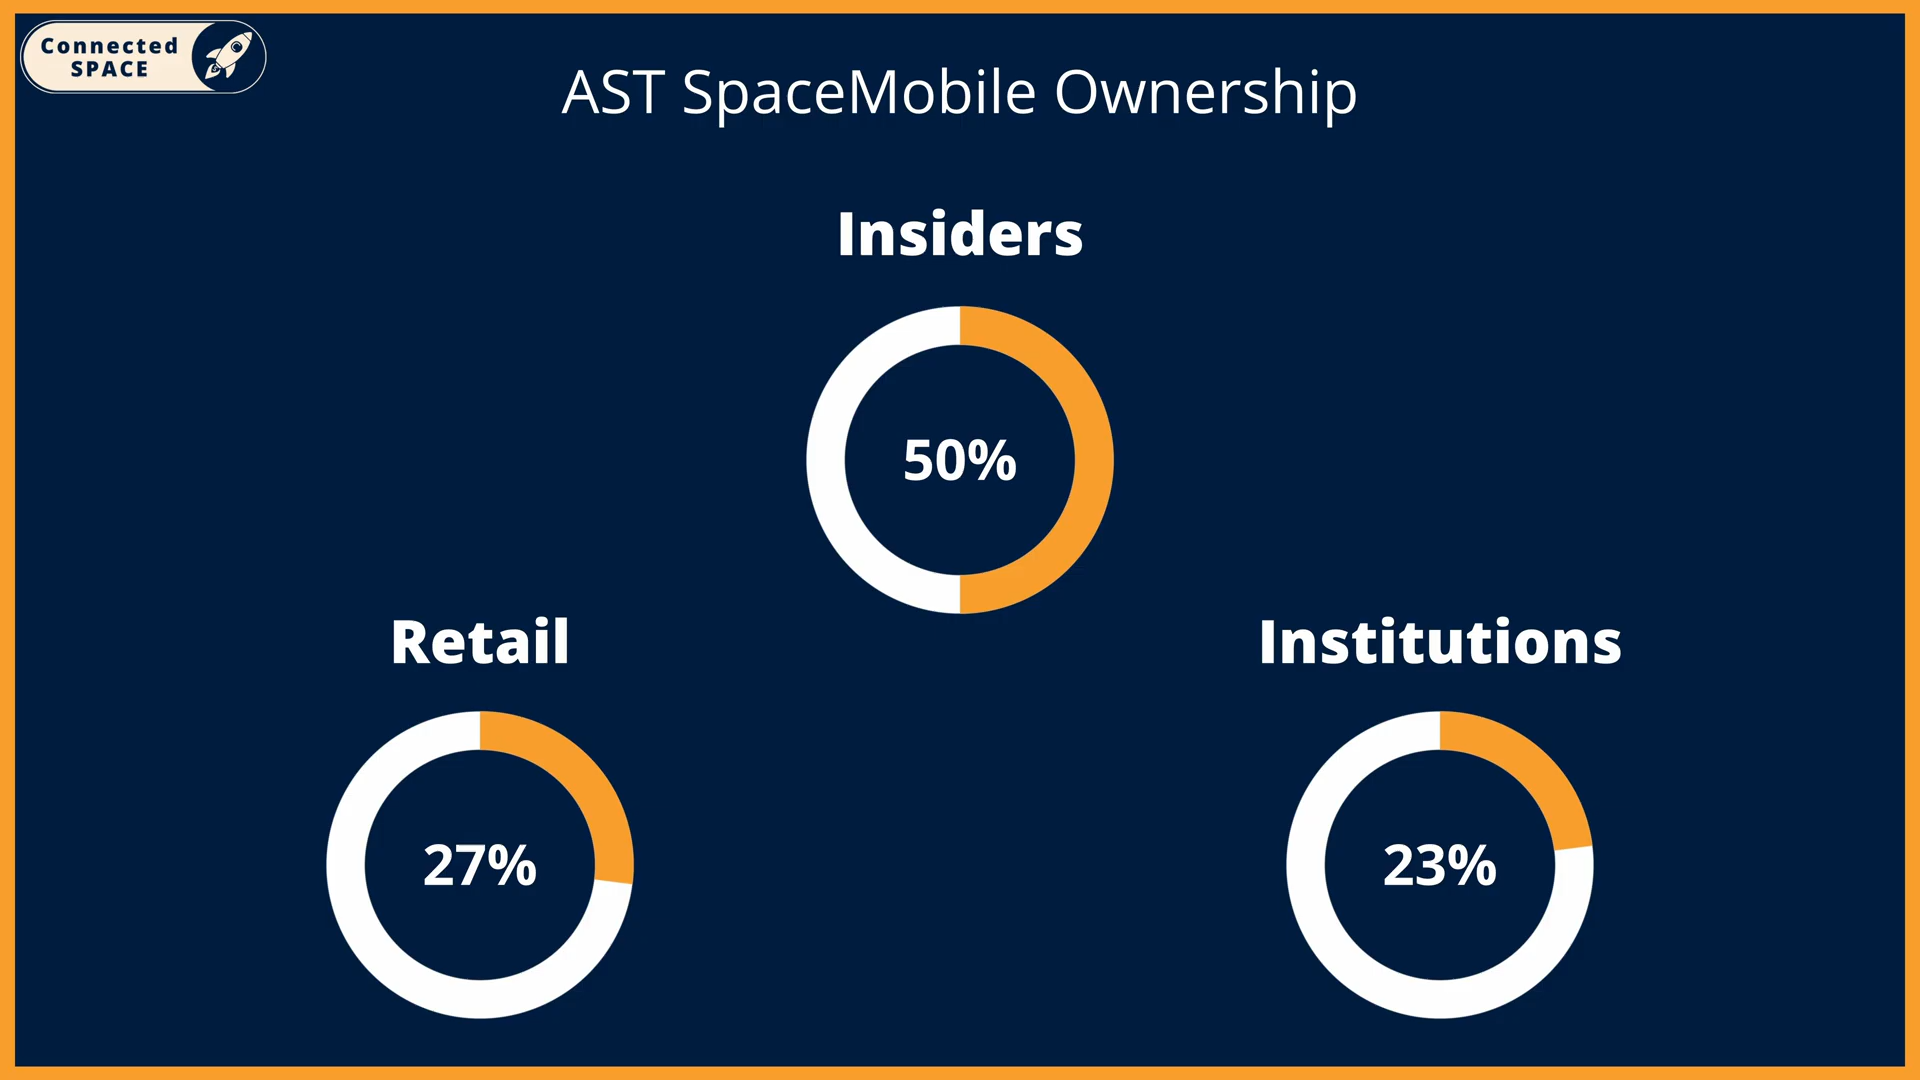 Connected
SPACE
AST SpaceMobile Ownership
Insiders
50%
Retail
27%
Institutions
23%